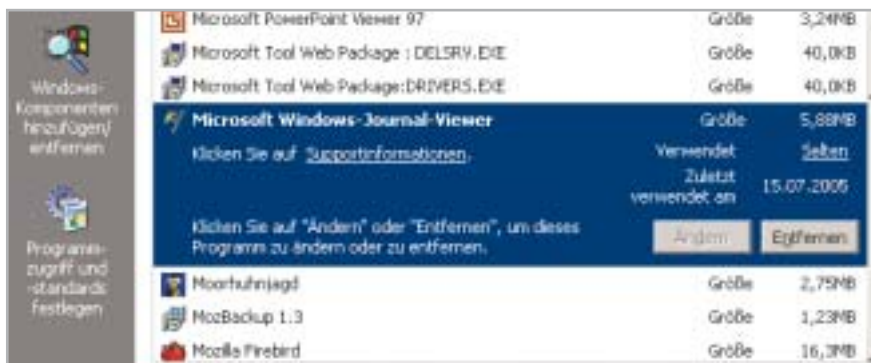 Windows-
Komponenten
hinzufügen/
entfernen
Programm-
zugriff und
-standards
festlegen
Microsoft PowerPoint Viewer 97 Größe 3,24MB
Microsoft Tool Web Package : DELSRV.EXE Größe 40,0KB
Microsoft Tool Web Package:DRIVERS.EXE Größe 40,0KB
Microsoft Windows-Journal-Viewer Größe 5,88MB
Klicken Sie auf Supportinformationen. Verwendet Selten
Zuletzt
verwendet am 15.07.2005
Klicken Sie auf "Ändern" oder "Entfernen", um dieses
Programm zu ändern oder zu entfernen.
Ändern Entfernen
Moorhuhnjagd Größe 2,75MB
MozBackup 1.3 Größe 1,23MB
Mozilla Firebird Größe 16,3MB